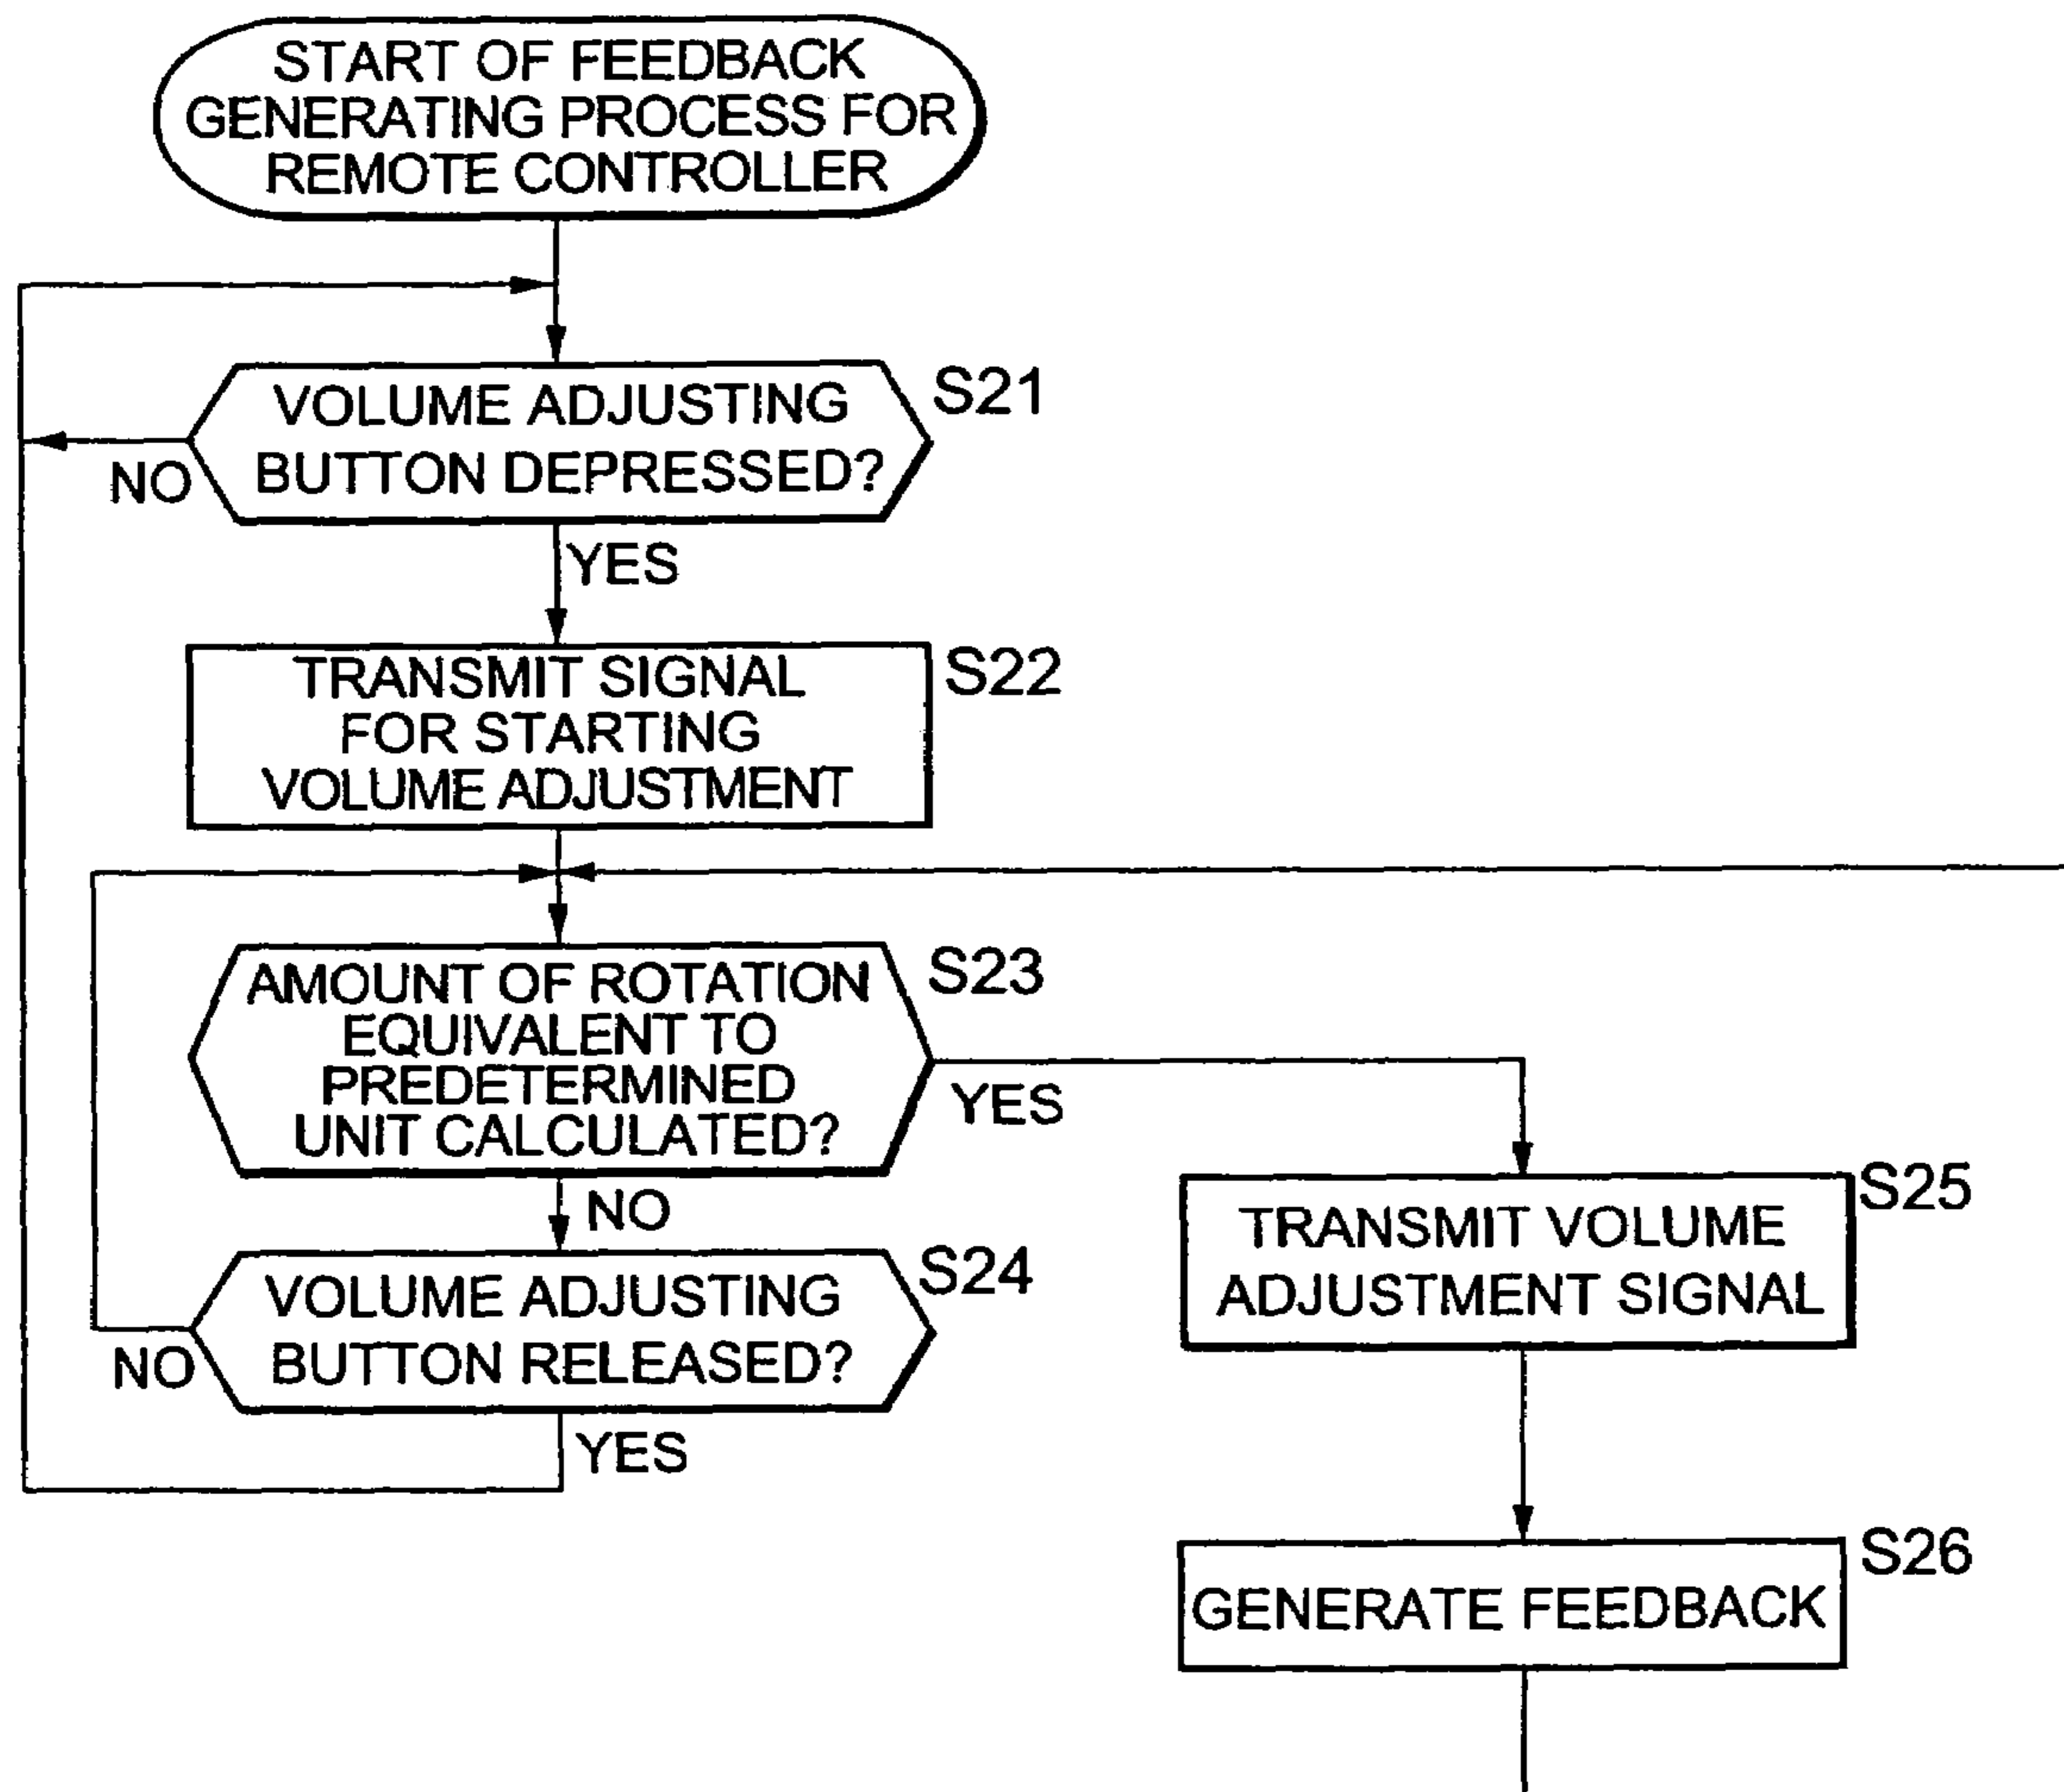 START OF FEEDBACK
GENERATING PROCESS FOR
REMOTE CONTROLLER
VOLUME ADJUSTING
BUTTON DEPRESSED?
S21
NO
YES
TRANSMIT SIGNAL
FOR STARTING
VOLUME ADJUSTMENT
S22
AMOUNT OF ROTATION
EQUIVALENT TO
PREDETERMINED
UNIT CALCULATED?
S23
YES
NO
VOLUME ADJUSTING
BUTTON RELEASED?
S24
NO
YES
TRANSMIT VOLUME
ADJUSTMENT SIGNAL
S25
GENERATE FEEDBACK
S26